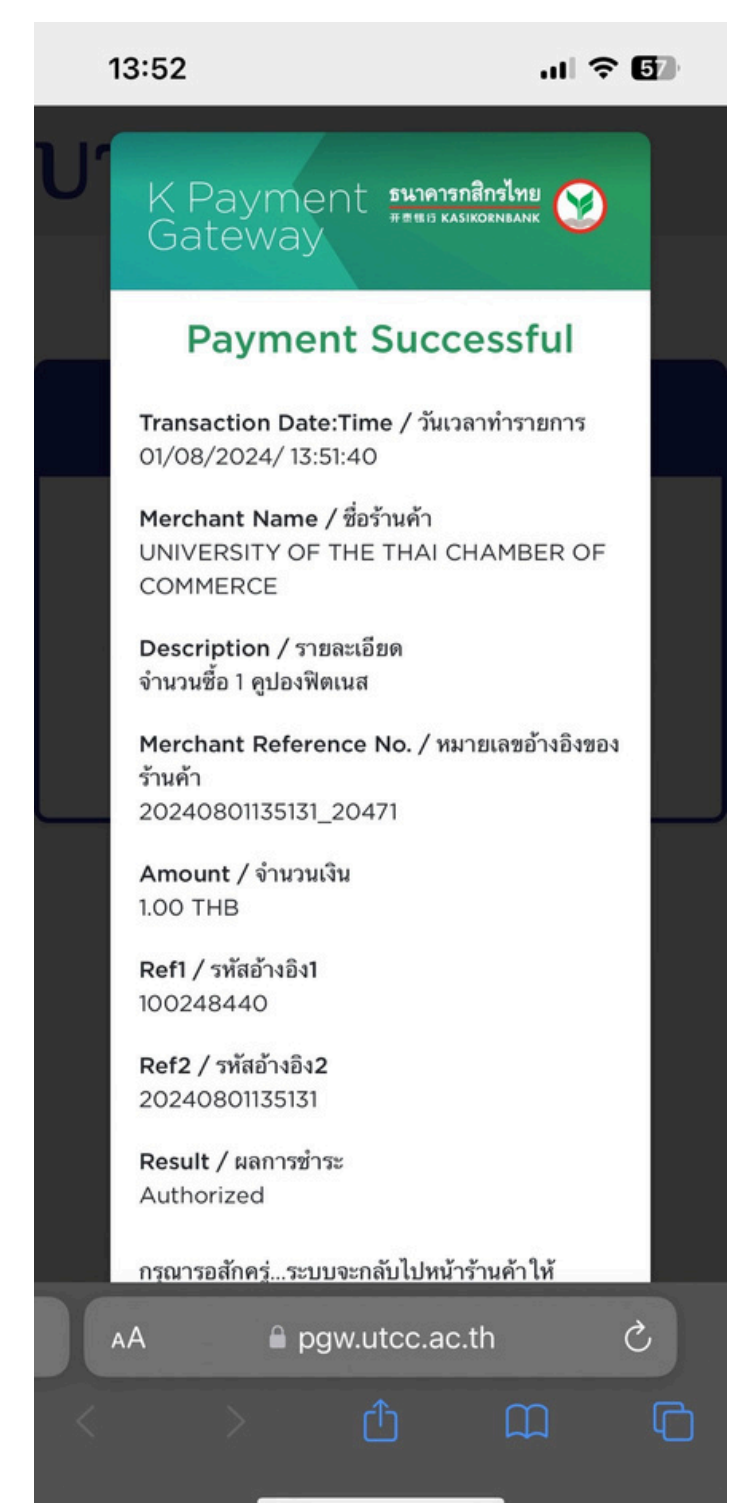 13:52
57
บ
K Payment
Gateway
ธนาคารกสิกรไทย
开泰银行 KASIKORNBANK
Payment Successful
Transaction Date:Time / วันเวลาทำรายการ
01/08/2024/ 13:51:40
Merchant Name / ชื่อร้านค้า
UNIVERSITY OF THE THAI CHAMBER OF
COMMERCE
Description / รายละเอียด
จำนวนซื้อ 1 คูปองฟิตเนส
Merchant Reference No. / หมายเลขอ้างอิงของ
ร้านค้า
20240801135131_20471
Amount / จำนวนเงิน
1.00 THB
Ref1 / รหัสอ้างอิง1
100248440
Ref2 / รหัสอ้างอิง2
20240801135131
Result / ผลการชำระ
Authorized
กรุณารอสักครู่...ระบบจะกลับไปหน้าร้านค้าให้
AA
pgw.utcc.ac.th